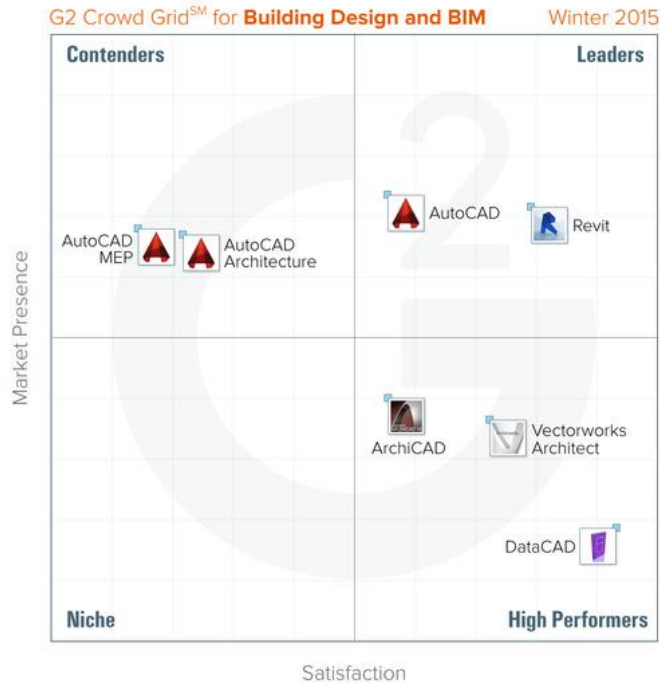 G2 Crowd Grid℠ for Building Design and BIM
Winter 2015
Contenders
Leaders
AutoCAD
Revit
AutoCAD
MEP
AutoCAD
Architecture
Market Presence
ArchiCAD
Vectorworks
Architect
DataCAD
Niche
High Performers
Satisfaction